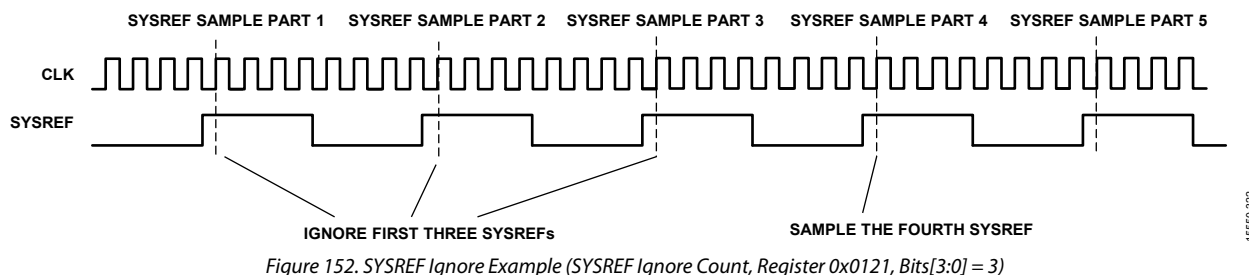 SYSREF SAMPLE PART 1 SYSREF SAMPLE PART 2 SYSREF SAMPLE PART 3 SYSREF SAMPLE PART 4 SYSREF SAMPLE PART 5
CLK
SYSREF
IGNORE FIRST THREE SYSREFs
SAMPLE THE FOURTH SYSREF
Figure 152. SYSREF Ignore Example (SYSREF Ignore Count, Register 0x0121, Bits[3:0] = 3)